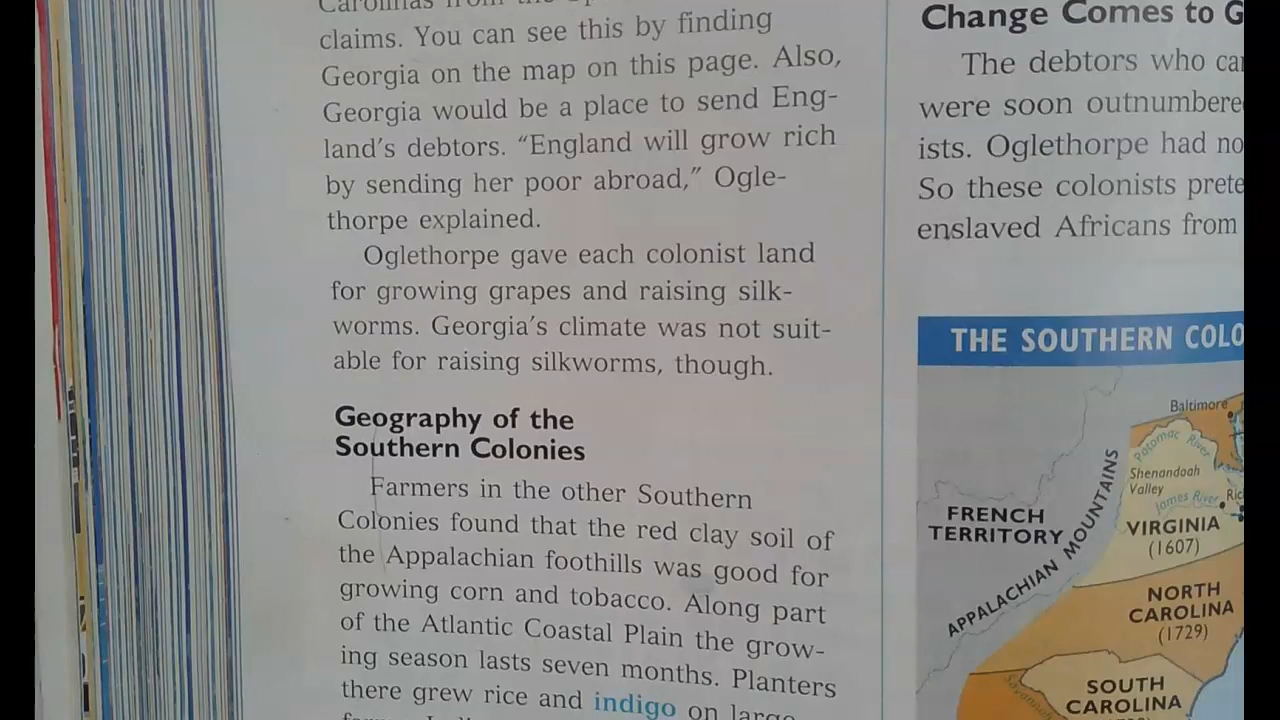 claims. You can see this by finding
Georgia on the map on this page. Also,
Georgia would be a place to send Eng-
land's debtors. “England will grow rich
by sending her poor abroad,” Ogle-
thorpe explained.
Oglethorpe gave each colonist land
for growing grapes and raising silk-
worms. Georgia's climate was not suit-
able for raising silkworms, though.
Geography of the
Southern Colonies
Farmers in the other Southern
Colonies found that the red clay soil of
the Appalachian foothills was good for
growing corn and tobacco. Along part
of the Atlantic Coastal Plain the grow-
ing season lasts seven months. Planters
there grew rice and indigo on large
Change Comes to G
The debtors who ca
were soon outnumbere
ists. Oglethorpe had no
So these colonists prete
enslaved Africans from
THE SOUTHERN COLO
Baltimore
Potomac River
Shenandoah
Valley
James River
Ric
FRENCH
TERRITORY
APPALACHIAN MOUNTAINS
VIRGINIA
(1607)
NORTH
CAROLINA
(1729)
SOUTH
CAROLINA